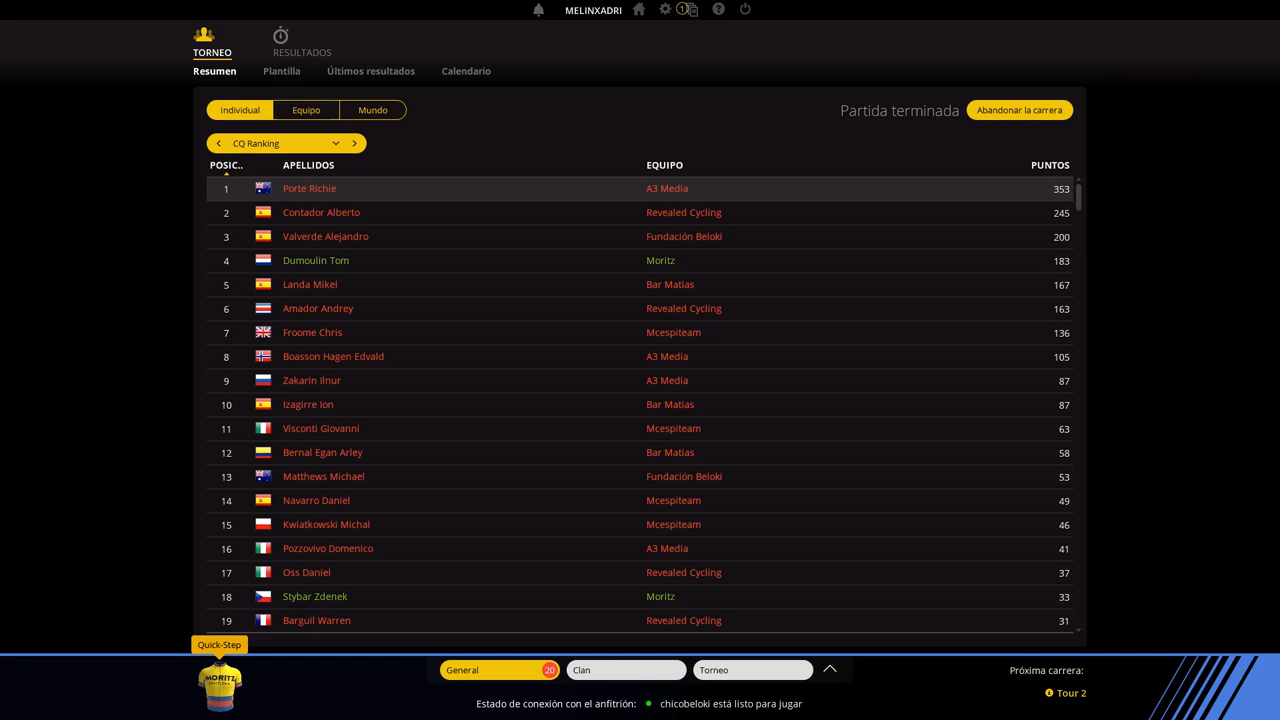 MELINXADRI
1
TORNEO RESULTADOS
Resumen Plantilla Últimos resultados Calendario
Individual Equipo Mundo Partida terminada Abandonar la carrera
CQ Ranking
POSIC.. APELLIDOS EQUIPO PUNTOS
1 Porte Richie A3 Media 353
2 Contador Alberto Revealed Cycling 245
3 Valverde Alejandro Fundación Beloki 200
4 Dumoulin Tom Moritz 183
5 Landa Mikel Bar Matias 167
6 Amador Andrey Revealed Cycling 163
7 Froome Chris Mcespiteam 136
8 Boasson Hagen Edvald A3 Media 105
9 Zakarin Ilnur A3 Media 87
10 Izagirre Ion Bar Matias 87
11 Visconti Giovanni Mcespiteam 63
12 Bernal Egan Arley Bar Matias 58
13 Matthews Michael Fundación Beloki 53
14 Navarro Daniel Mcespiteam 49
15 Kwiatkowski Michal Mcespiteam 46
16 Pozzovivo Domenico A3 Media 41
17 Oss Daniel Revealed Cycling 37
18 Stybar Zdenek Moritz 33
19 Barguil Warren Revealed Cycling 31
Quick-Step
MORITZ
General 20 Clan Torneo Próxima carrera:
Tour 2
Estado de conexión con el anfitrión: chicobeloki está listo para jugar